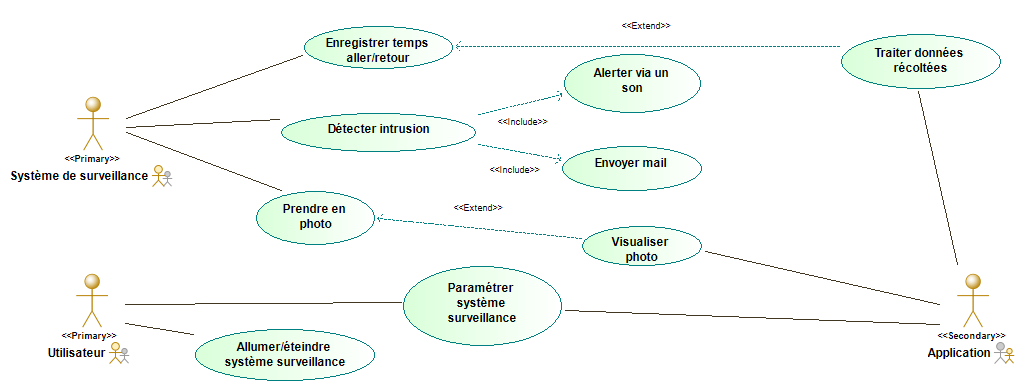 <<Extend>>
Enregistrer temps
aller/retour
Traiter données
récoltées
Alerter via un
son
<<Include>>
Détecter intrusion
<<Primary>>
Système de surveillance
Envoyer mail
<<Include>>
Prendre en
photo
<<Extend>>
Visualiser
photo
Paramétrer
système
surveillance
<<Primary>>
Utilisateur
Allumer/éteindre
système surveillance
<<Secondary>>
Application